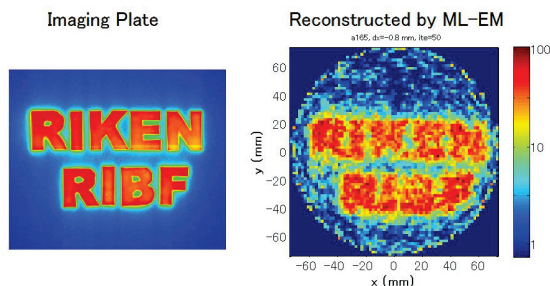 Imaging Plate
RIKEN
RIBF
Reconstructed by ML-EM
a165, dx=-0.8 mm, ite=50
y (mm)
60
40
20
0
-20
-40
-60
-60 -40 -20 0 20 40 60
x (mm)
100
10
1